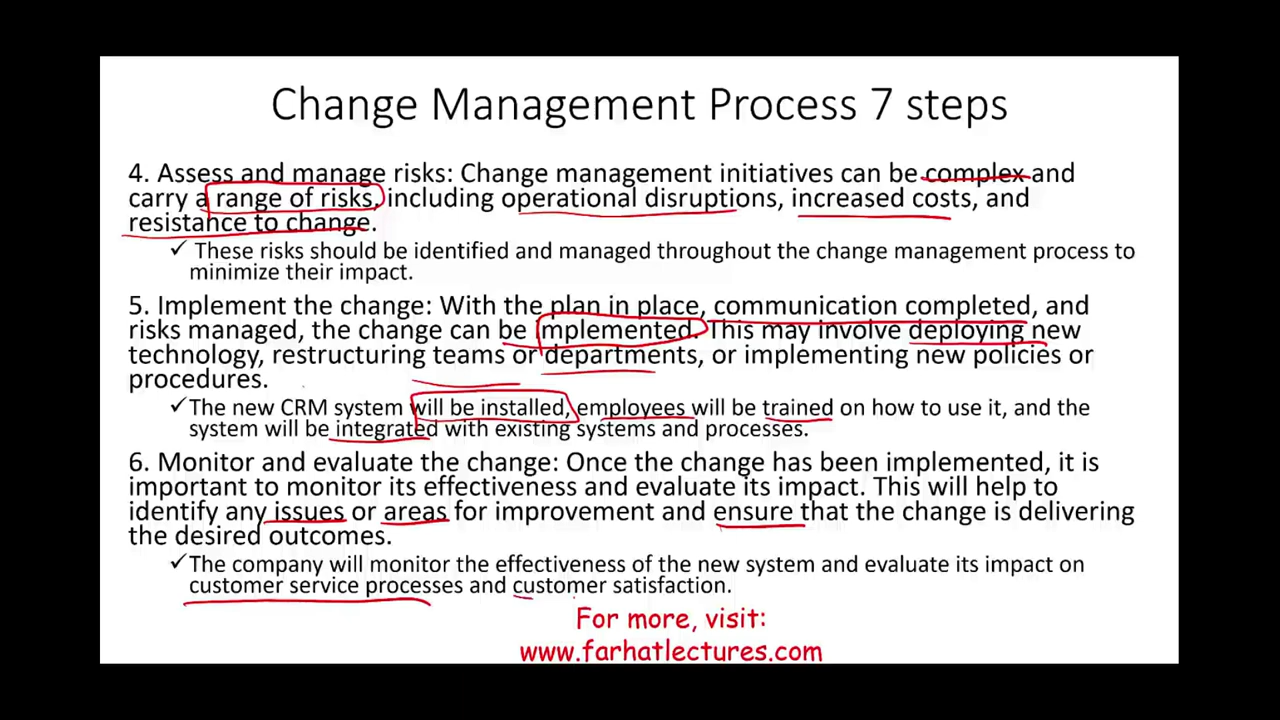 Change Management Process 7 steps
4. Assess and manage risks: Change management initiatives can be complex and
carry a range of risks, including operational disruptions, increased costs, and
resistance to change.
✓ These risks should be identified and managed throughout the change management process to
minimize their impact.
5. Implement the change: With the plan in place, communication completed, and
risks managed, the change can be implemented. This may involve deploying new
technology, restructuring teams or departments, or implementing new policies or
procedures.
✓The new CRM system will be installed, employees will be trained on how to use it, and the
system will be integrated with existing systems and processes.
6. Monitor and evaluate the change: Once the change has been implemented, it is
important to monitor its effectiveness and evaluate its impact. This will help to
identify any issues or areas for improvement and ensure that the change is delivering
the desired outcomes.
✓The company will monitor the effectiveness of the new system and evaluate its impact on
customer service processes and customer satisfaction.
For more, visit:
www.farhatlectures.com